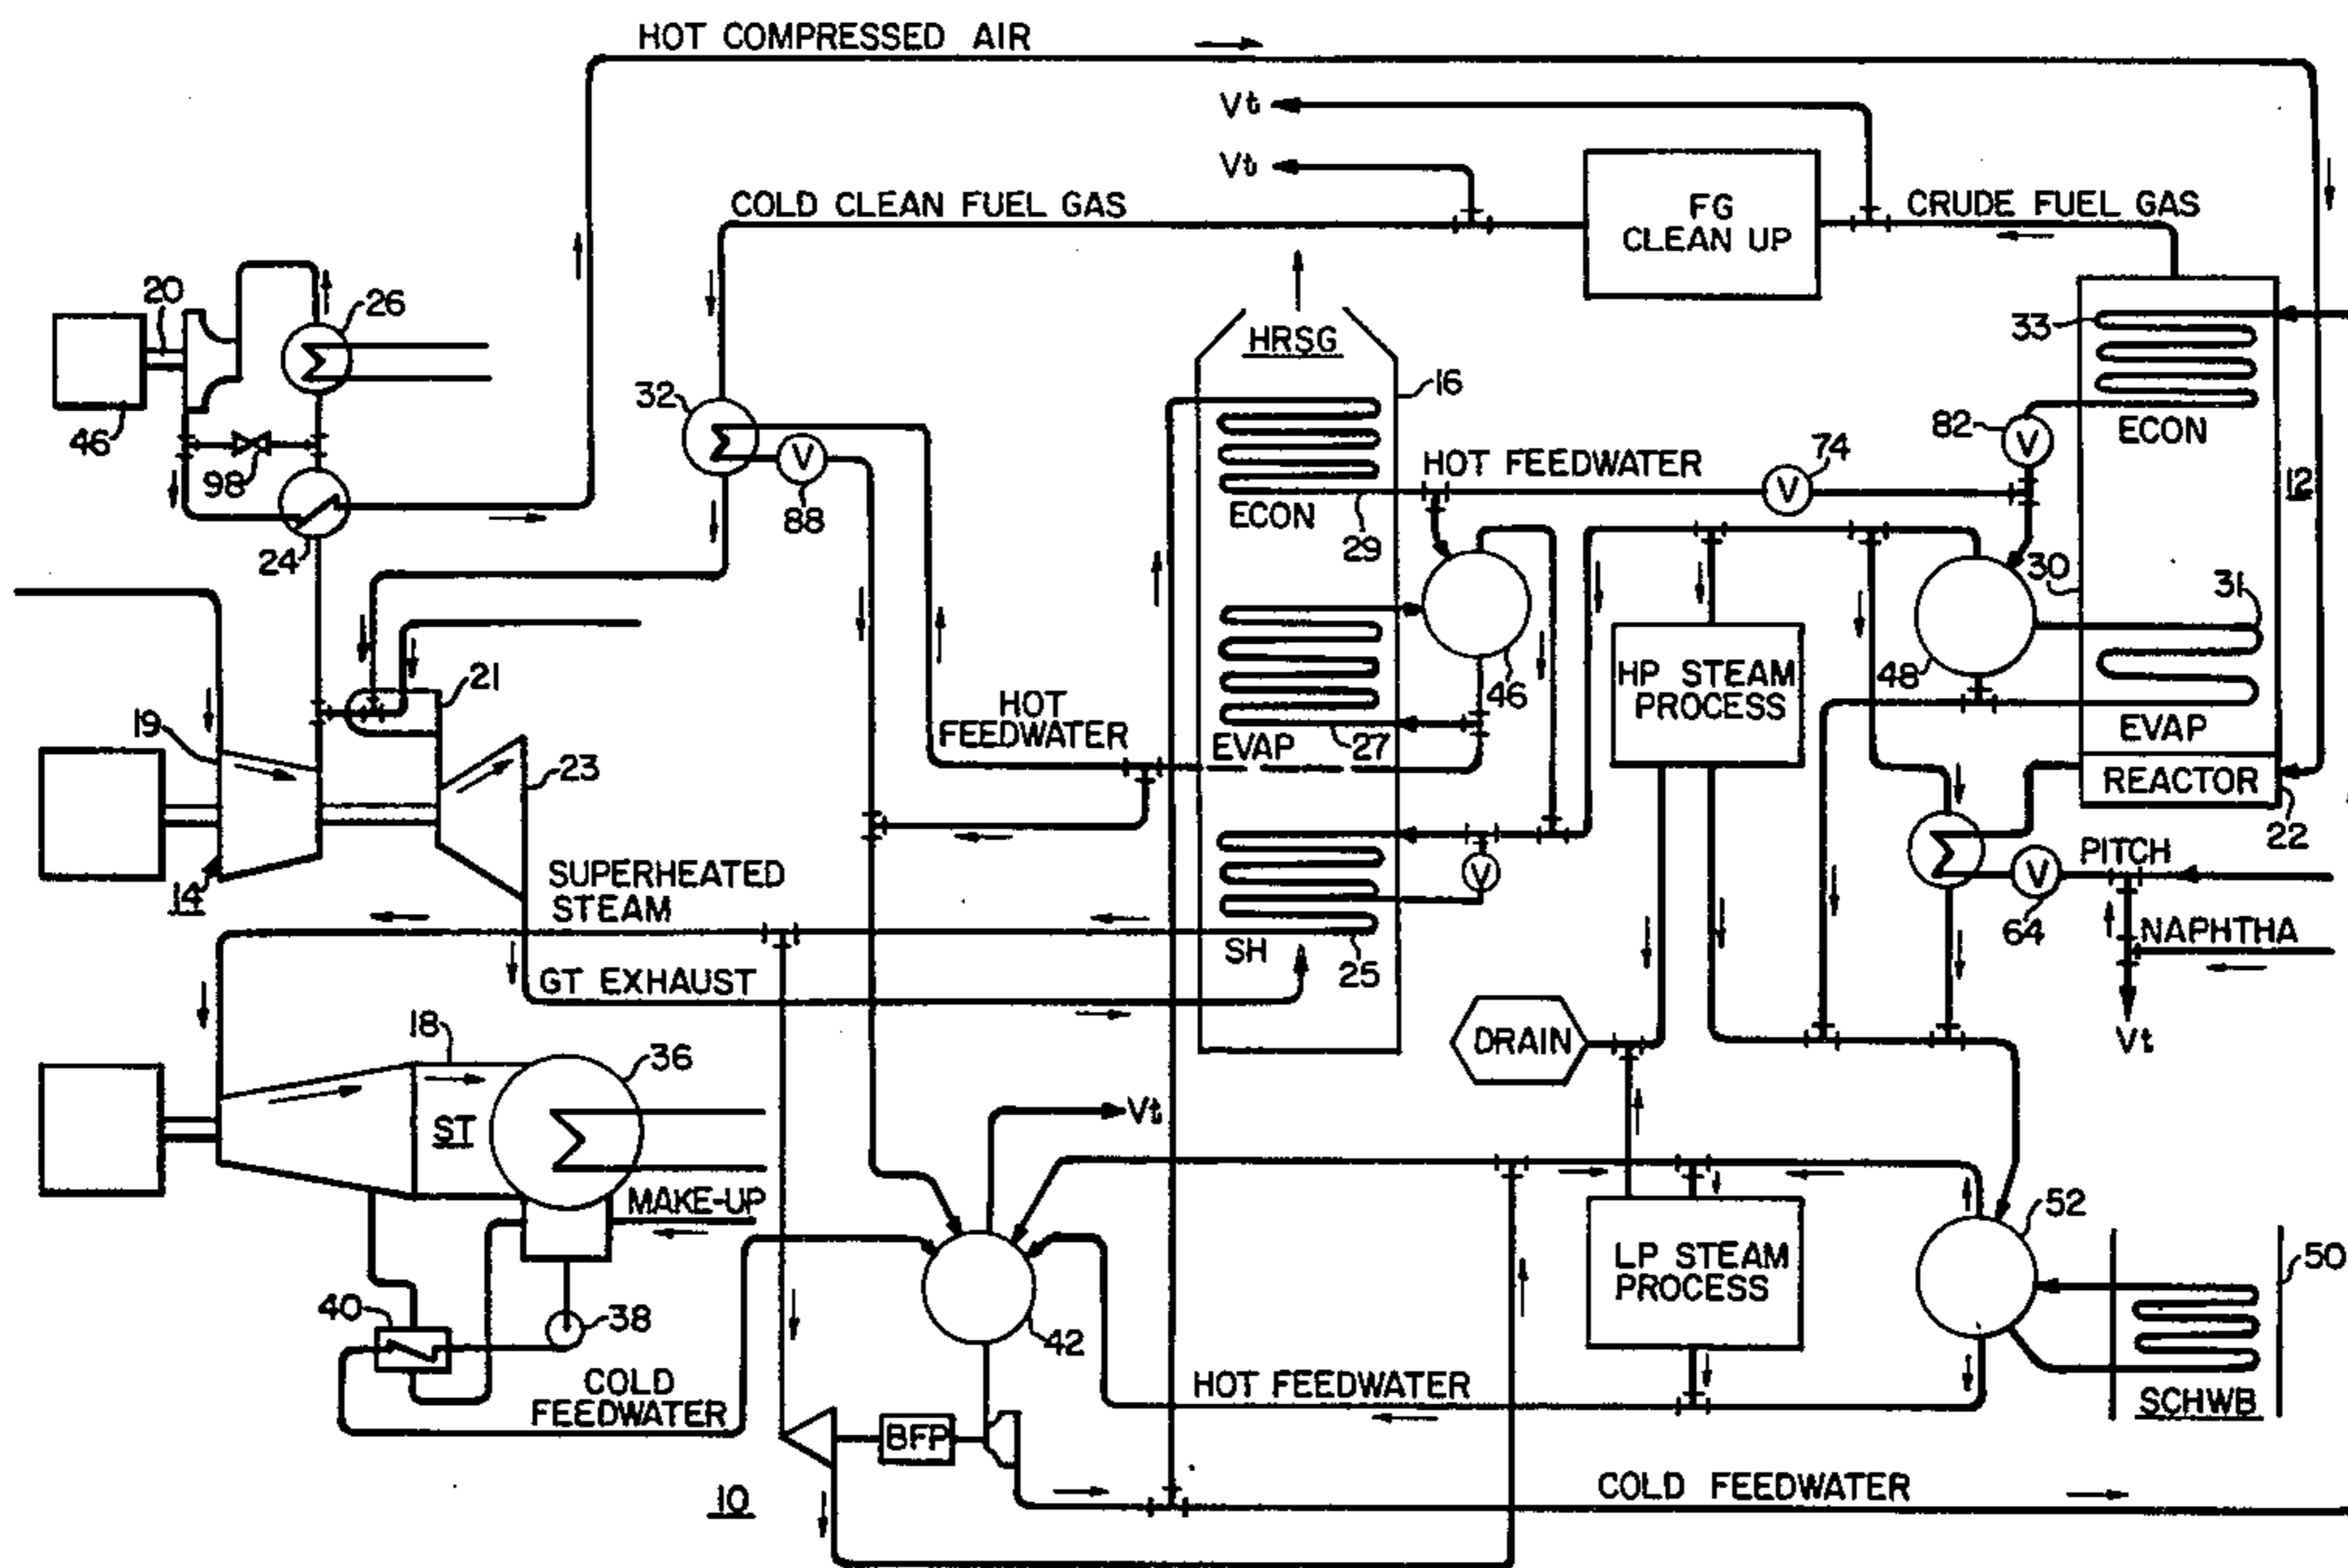 HOT COMPRESSED AIR
Vt
Vt
COLD CLEAN FUEL GAS
FG
CLEAN UP
CRUDE FUEL GAS
20
26
46
98
24
32
88
HRSG
16
ECON
29
HOT FEEDWATER
74
82
33
ECON
12
30
31
48
EVAP
REACTOR
22
46
HP STEAM
PROCESS
HOT
FEEDWATER
EVAP
27
19
21
23
14
SUPERHEATED
STEAM
SH
25
GT EXHAUST
V
V
V
V
V
PITCH
64
NAPHTHA
Vt
DRAIN
18
36
ST
MAKE-UP
Vt
40
38
42
COLD
FEEDWATER
LP STEAM
PROCESS
52
50
HOT FEEDWATER
SCHWB
BFP
10
COLD FEEDWATER